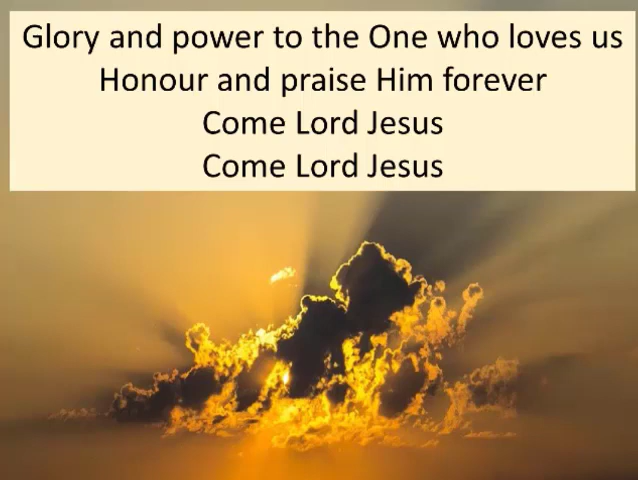 Glory and power to the One who loves us
Honour and praise Him forever
Come Lord Jesus
Come Lord Jesus